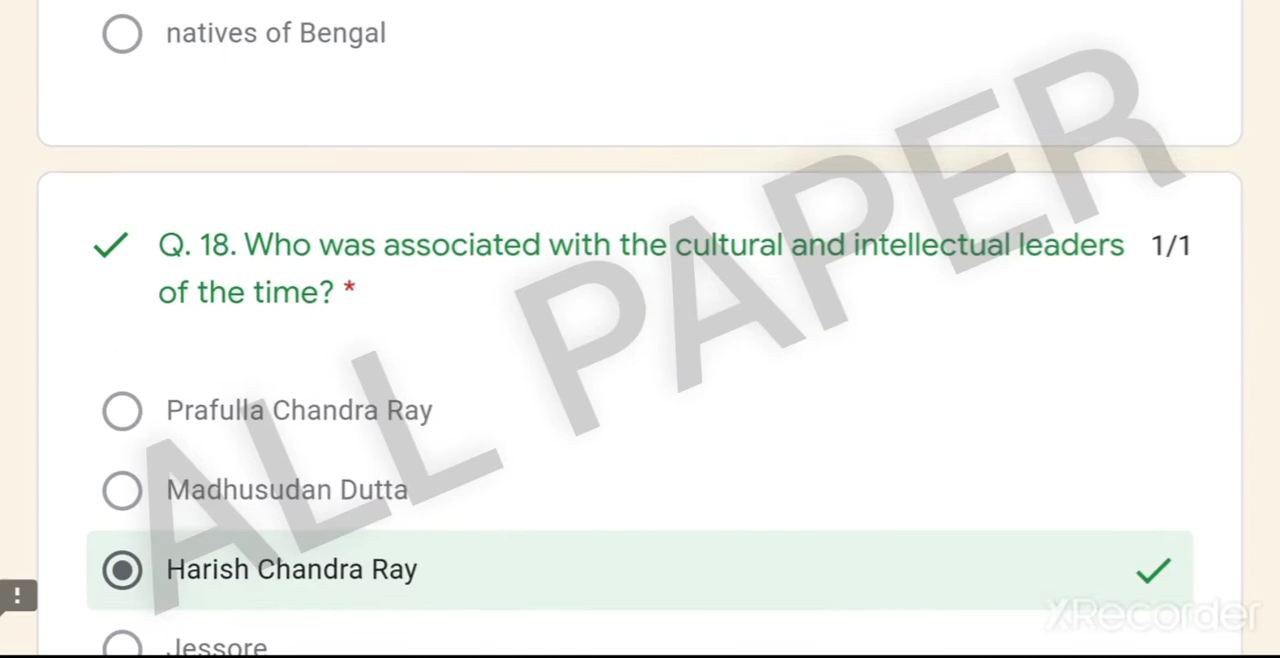 natives of Bengal
Q. 18. Who was associated with the cultural and intellectual leaders 1/1
of the time? *
Prafulla Chandra Ray
Madhusudan Dutta
Harish Chandra Ray
Jessore
ALL PAPER
XRecorder
!